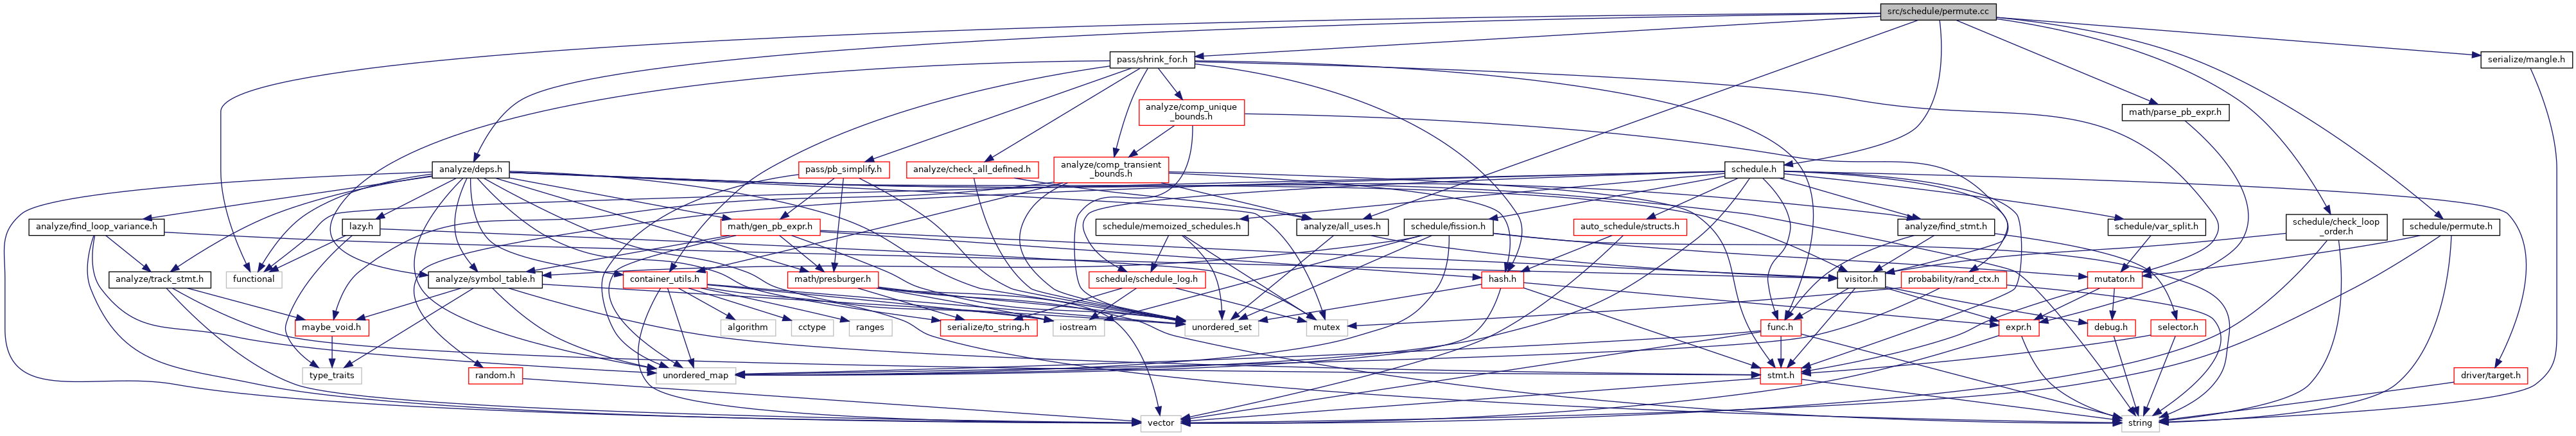 src/schedule/permute.cc
pass/shrink_for.h
serialize/mangle.h
analyze/comp_unique
_bounds.h
math/parse_pb_expr.h
analyze/deps.h
pass/pb_simplify.h
analyze/check_all_defined.h
analyze/comp_transient
_bounds.h
schedule.h
analyze/find_loop_variance.h
lazy.h
math/gen_pb_expr.h
schedule/memoized_schedules.h
analyze/all_uses.h
schedule/fission.h
auto_schedule/structs.h
analyze/find_stmt.h
schedule/var_split.h
schedule/check_loop
_order.h
schedule/permute.h
analyze/track_stmt.h
functional
analyze/symbol_table.h
container_utils.h
math/presburger.h
schedule/schedule_log.h
hash.h
visitor.h
probability/rand_ctx.h
mutator.h
maybe_void.h
algorithm
cctype
ranges
serialize/to_string.h
iostream
unordered_set
mutex
func.h
expr.h
debug.h
selector.h
type_traits
random.h
unordered_map
stmt.h
driver/target.h
vector
string